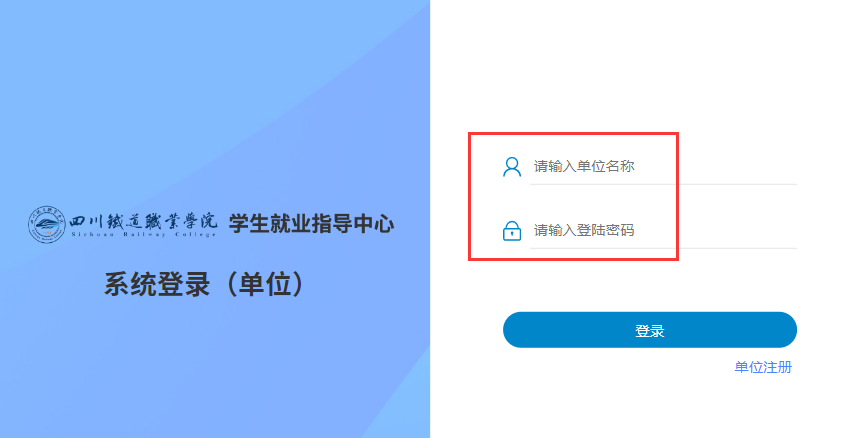 四川鐵道職業學院 学生就业指导中心
Sichuan Railway College
系统登录（单位）
请输入单位名称
请输入登陆密码
登录
单位注册